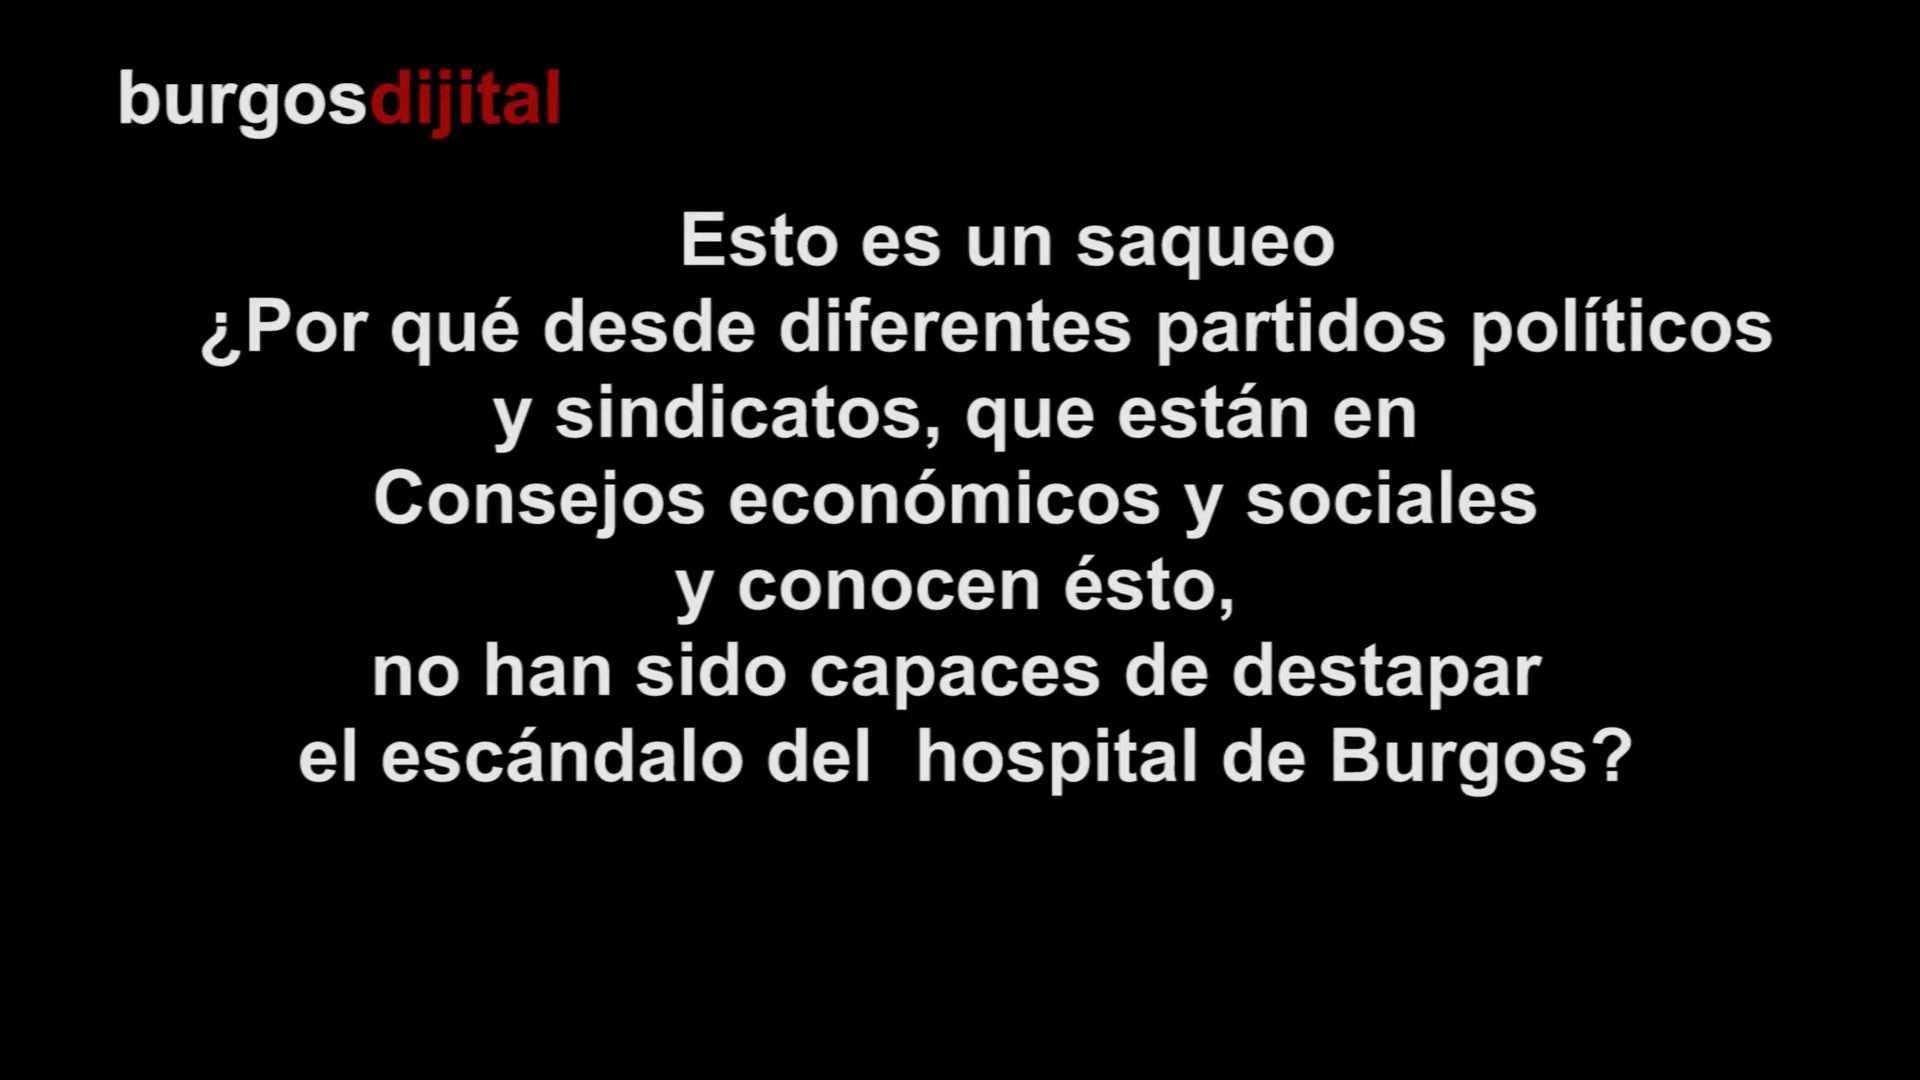 burgosdijital
Esto es un saqueo
¿Por qué desde diferentes partidos políticos
y sindicatos, que están en
Consejos económicos y sociales
y conocen ésto,
no han sido capaces de destapar
el escándalo del  hospital de Burgos?